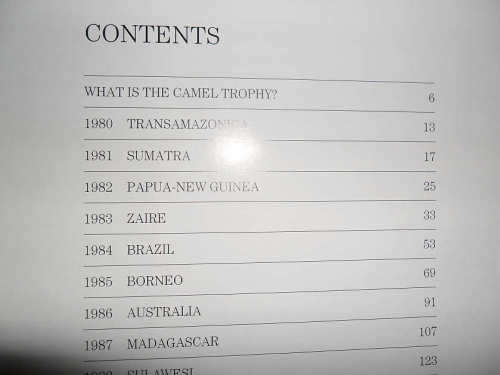 CONTENTS
WHAT IS THE CAMEL TROPHY? 6
1980 TRANSAMAZONICA 13
1981 SUMATRA 17
1982 PAPUA-NEW GUINEA 25
1983 ZAIRE 33
1984 BRAZIL 53
1985 BORNEO 69
1986 AUSTRALIA 91
1987 MADAGASCAR 107
SULAWESI 123